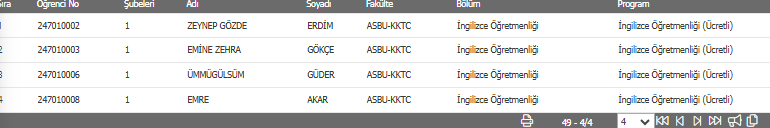 Sıra Öğrenci No Şubeleri Adı Soyadı Fakülte Bölüm Program
247010002 1 ZEYNEP GÖZDE ERDİM ASBU-KKTC İngilizce Öğretmenliği İngilizce Öğretmenliği (Ücretli)
2 247010003 1 EMİNE ZEHRA GÖKÇE ASBU-KKTC İngilizce Öğretmenliği İngilizce Öğretmenliği (Ücretli)
3 247010006 1 ÜMMÜGÜLSÜM GÜDER ASBU-KKTC İngilizce Öğretmenliği İngilizce Öğretmenliği (Ücretli)
4 247010008 1 EMRE AKAR ASBU-KKTC İngilizce Öğretmenliği İngilizce Öğretmenliği (Ücretli)
49 - 4/4 4